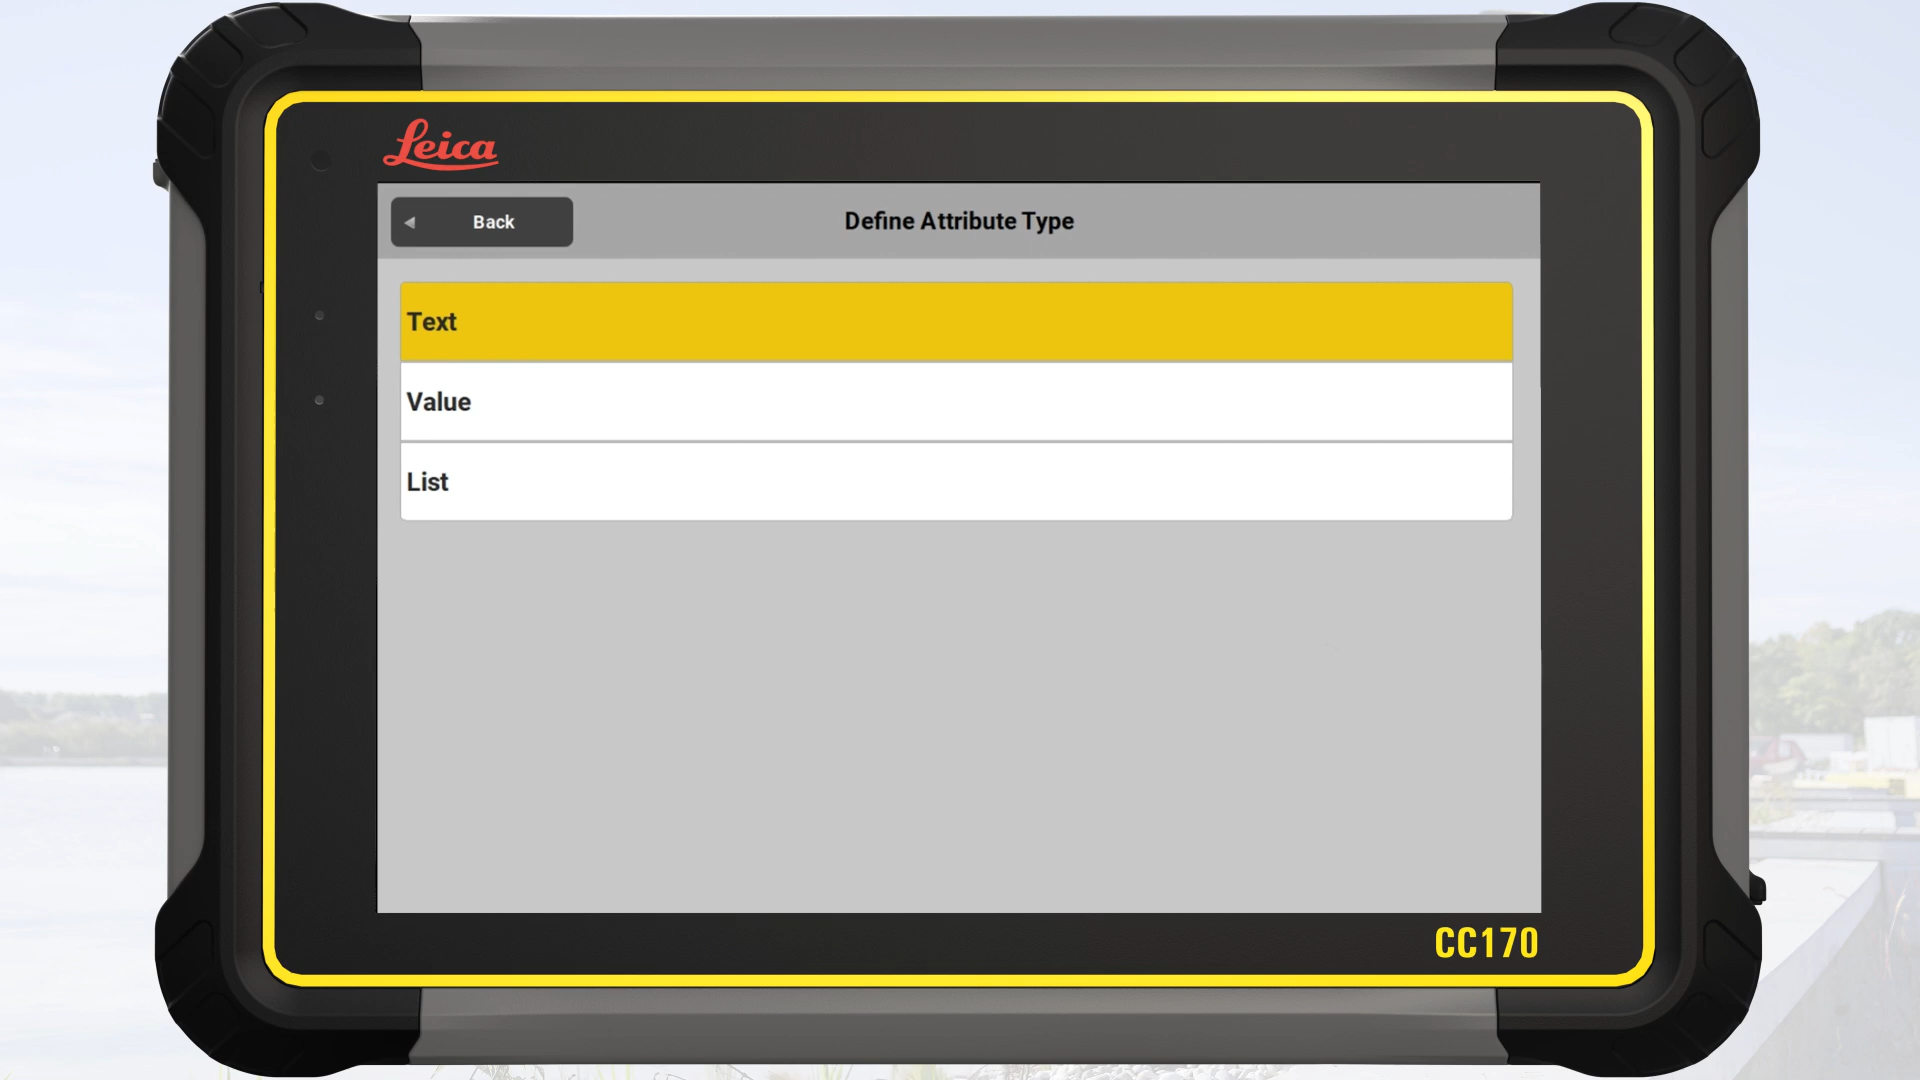 Leica
Back
Define Attribute Type
Text
Value
List
CC170